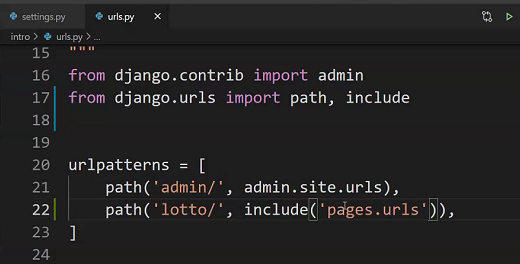 settings.py urls.py ×
intro > urls.py > ...
15 """
16 from django.contrib import admin
17 from django.urls import path, include
18
19
20 urlpatterns = [
21     path('admin/', admin.site.urls),
22     path('lotto/', include('pages.urls')),
23 ]
24